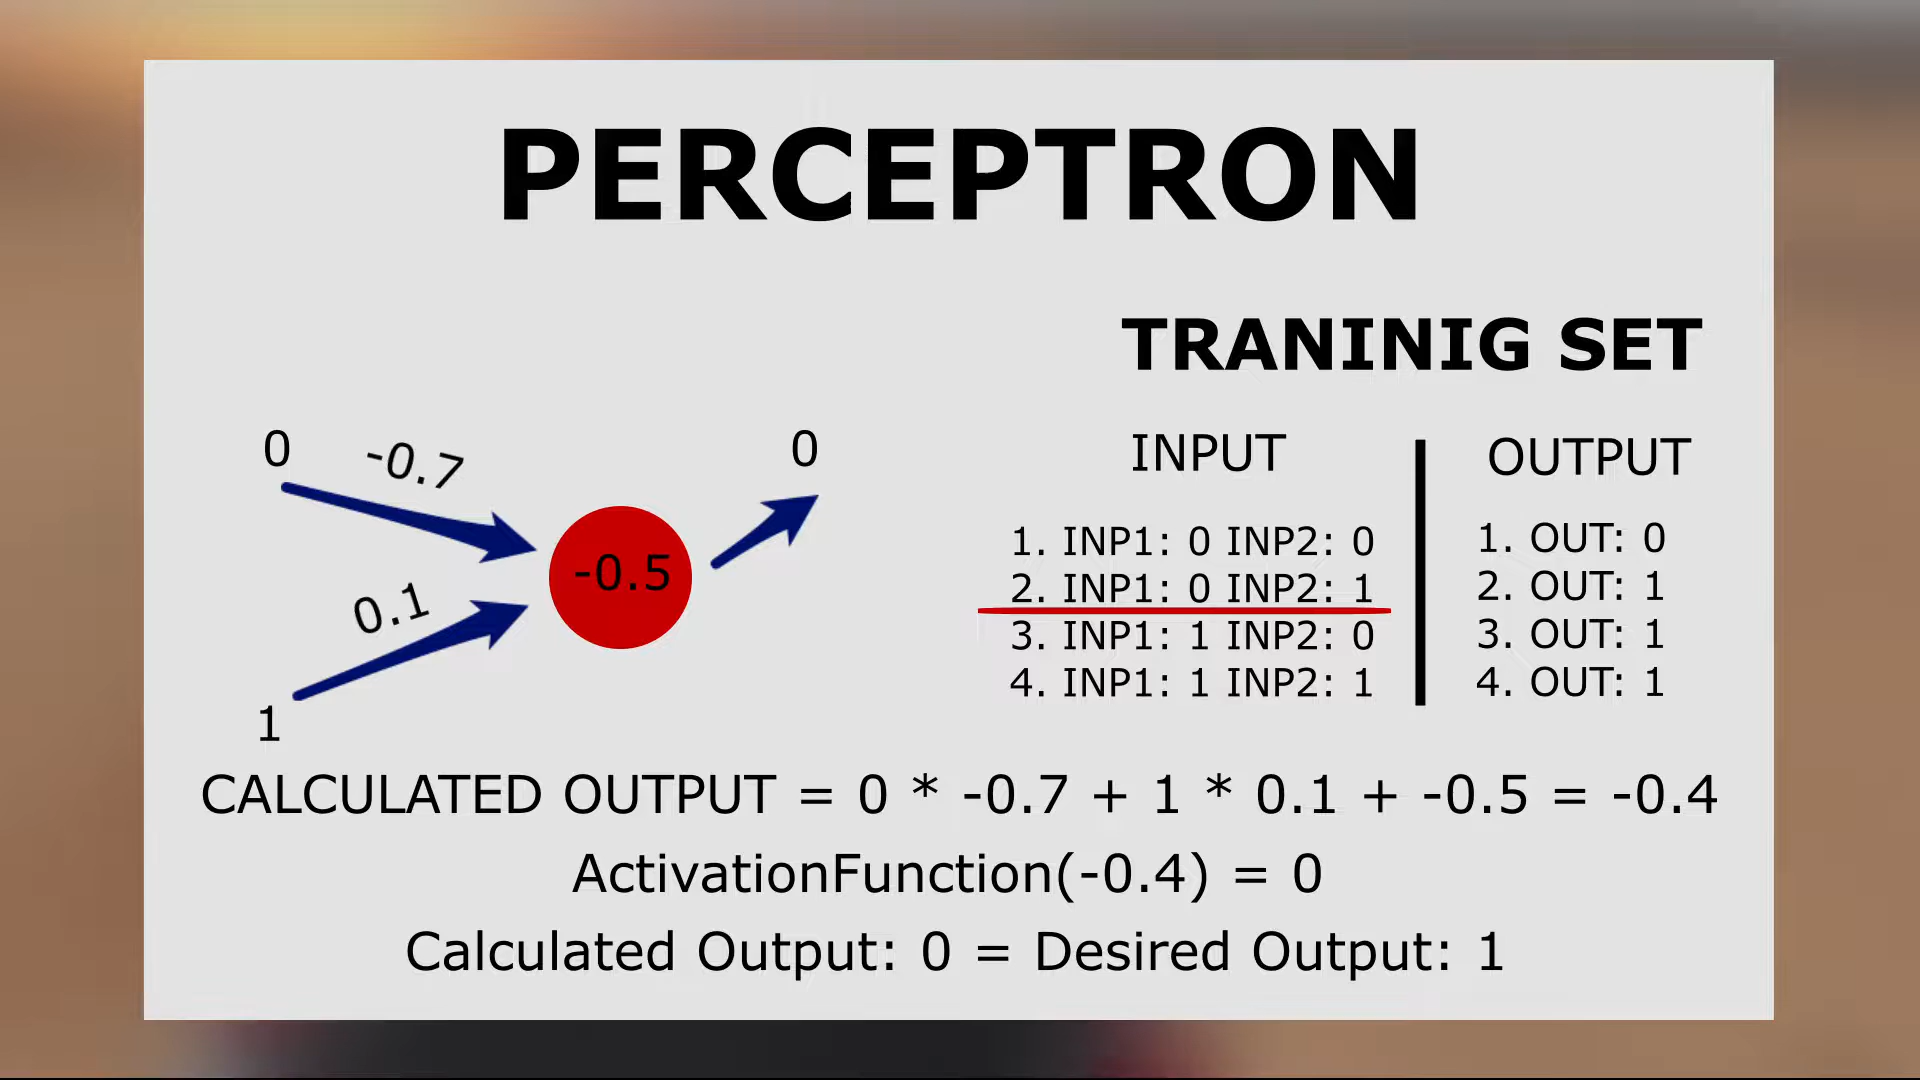 PERCEPTRON
TRANINIG SET
0
-0.7
0
-0.5
0.1
1
INPUT
OUTPUT
1. INP1: 0 INP2: 0
2. INP1: 0 INP2: 1
3. INP1: 1 INP2: 0
4. INP1: 1 INP2: 1
1. OUT: 0
2. OUT: 1
3. OUT: 1
4. OUT: 1
CALCULATED OUTPUT = 0 * -0.7 + 1 * 0.1 + -0.5 = -0.4
ActivationFunction(-0.4) = 0
Calculated Output: 0 = Desired Output: 1